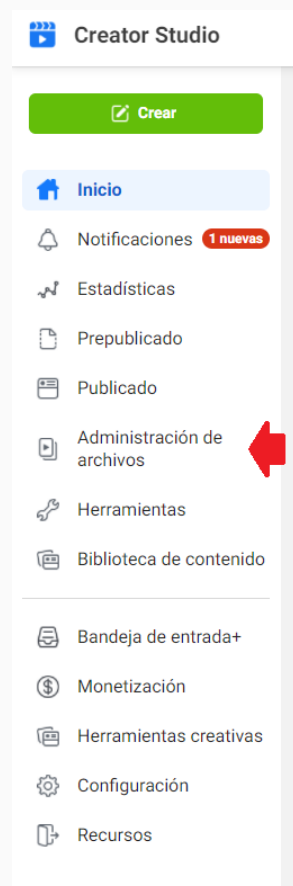 Creator Studio
Crear
Inicio
Notificaciones 1 nuevas
Estadísticas
Prepublicado
Publicado
Administración de
archivos
Herramientas
Biblioteca de contenido
Bandeja de entrada+
Monetización
Herramientas creativas
Configuración
Recursos